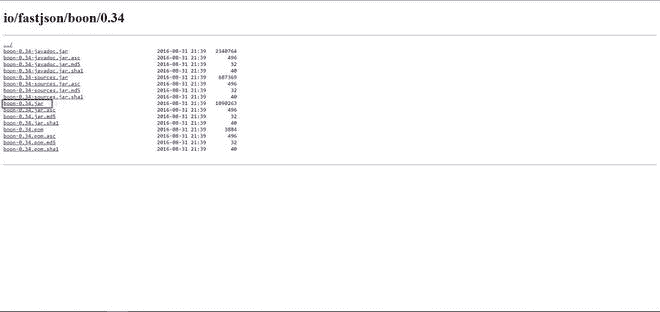 io/fastjson/boon/0.34
../
boon-0.34-javadoc.jar 2016-08-31 21:39 2340764
boon-0.34-javadoc.jar.asc 2016-08-31 21:39 496
boon-0.34-javadoc.jar.md5 2016-08-31 21:39 32
boon-0.34-javadoc.jar.sha1 2016-08-31 21:39 40
boon-0.34-sources.jar 2016-08-31 21:39 687369
boon-0.34-sources.jar.asc 2016-08-31 21:39 496
boon-0.34-sources.jar.md5 2016-08-31 21:39 32
boon-0.34-sources.jar.sha1 2016-08-31 21:39 40
boon-0.34.jar 2016-08-31 21:39 1090263
boon-0.34.jar.asc 2016-08-31 21:39 496
boon-0.34.jar.md5 2016-08-31 21:39 32
boon-0.34.jar.sha1 2016-08-31 21:39 40
boon-0.34.pom 2016-08-31 21:39 3884
boon-0.34.pom.asc 2016-08-31 21:39 496
boon-0.34.pom.md5 2016-08-31 21:39 32
boon-0.34.pom.sha1 2016-08-31 21:39 40